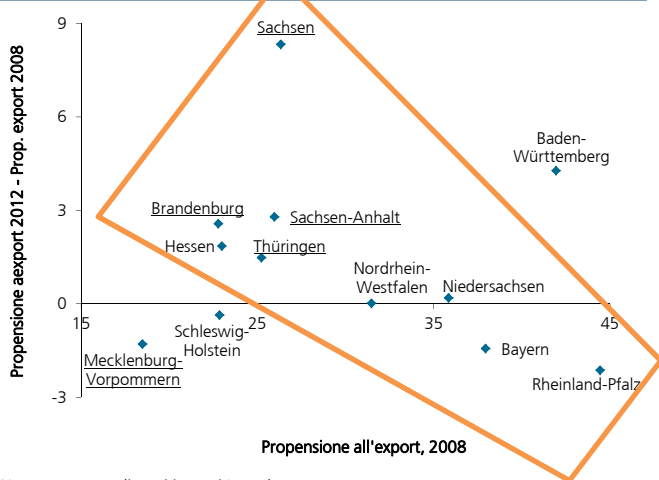 Propensione aexport 2012 - Prop. export 2008
9
6
3
0
-3
Sachsen
Baden-
Württemberg
Brandenburg
Sachsen-Anhalt
Hessen
Thüringen
Nordrhein-
Westfalen
Niedersachsen
15
25
35
45
Schleswig-
Holstein
Mecklenburg-
Vorpommern
Bayern
Rheinland-Pfalz
Propensione all'export, 2008